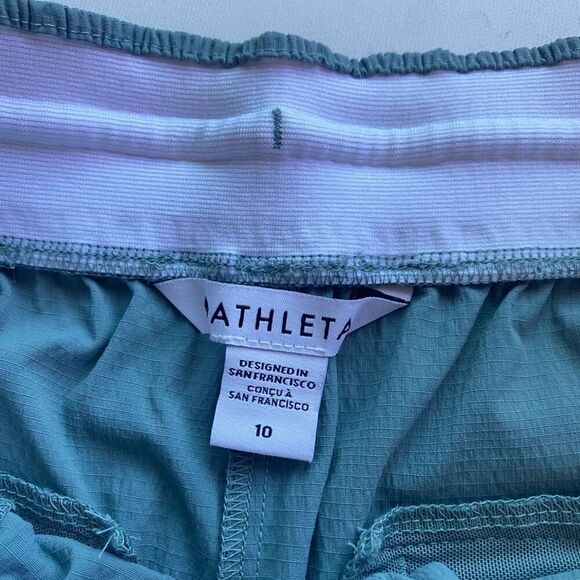 ATHLETA
DESIGNED IN
SAN FRANCISCO
CONÇU À
SAN FRANCISCO
10